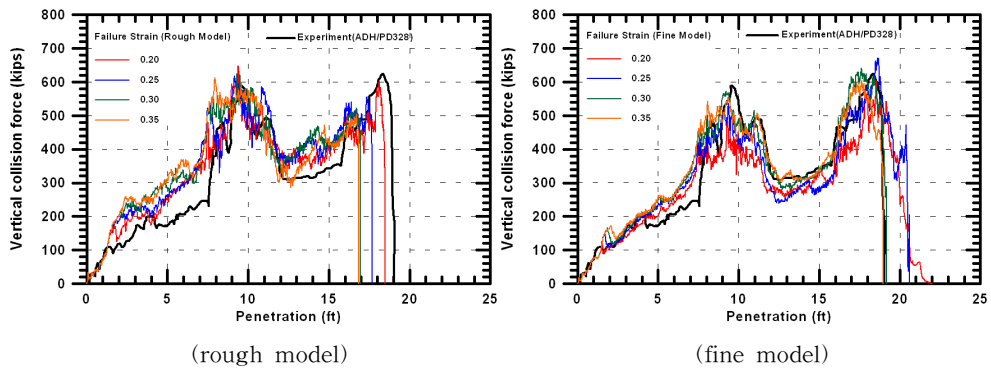 Vertical collision force (kips)
800
700
600
500
400
300
200
100
0
Failure Strain (Rough Model)
Experiment(ADH/PD328)
0.20
0.25
0.30
0.35
0 5 10 15 20 25
Penetration (ft)
(rough model)
Vertical collision force (kips)
800
700
600
500
400
300
200
100
0
Failure Strain (Fine Model)
Experiment(ADH/PD328)
0.20
0.25
0.30
0.35
0 5 10 15 20 25
Penetration (ft)
(fine model)